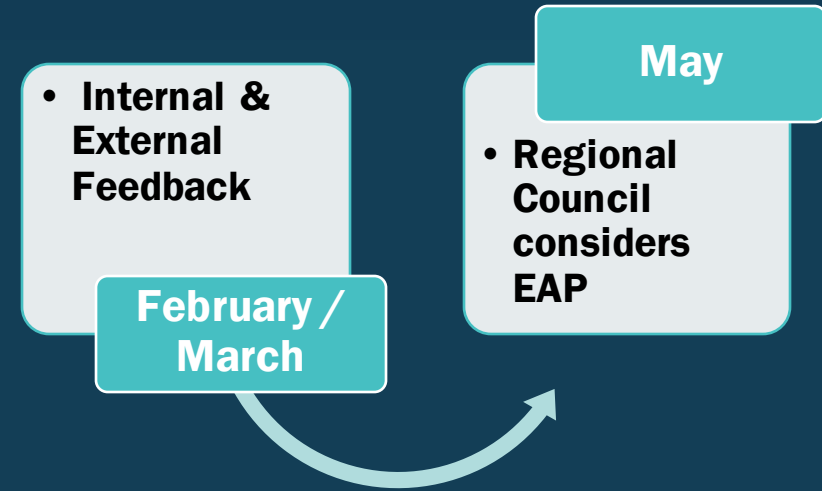 • Internal &
External
Feedback
February /
March
May
• Regional
Council
considers
EAP